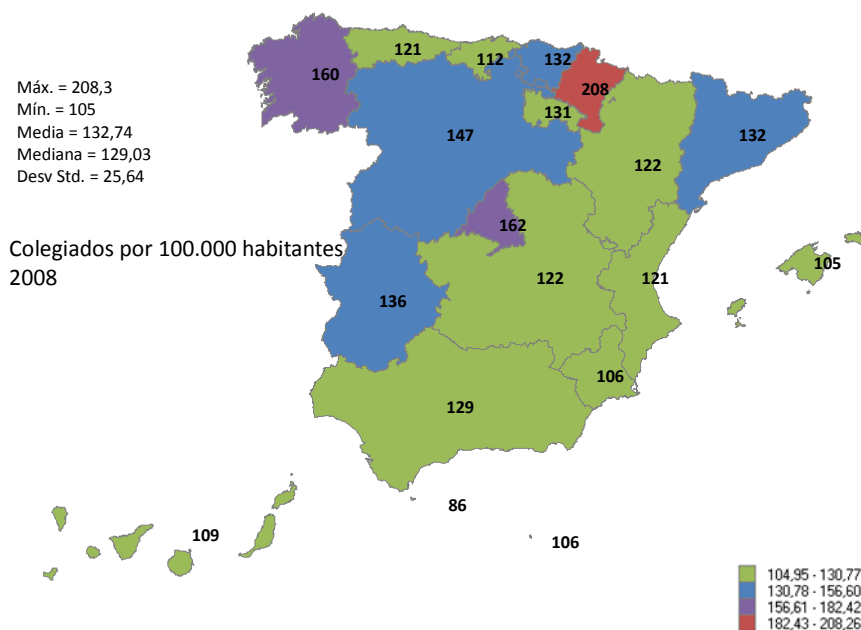 121
112
132
160
208
Máx. = 208,3
Mín. = 105
Media = 132,74
Mediana = 129,03
Desv Std. = 25,64
131
132
147
122
162
Colegiados por 100.000 habitantes
2008
105
122
121
136
106
129
86
109
106
104,95 - 130,77
130,78 - 156,60
156,61 - 182,42
182,43 - 208,26